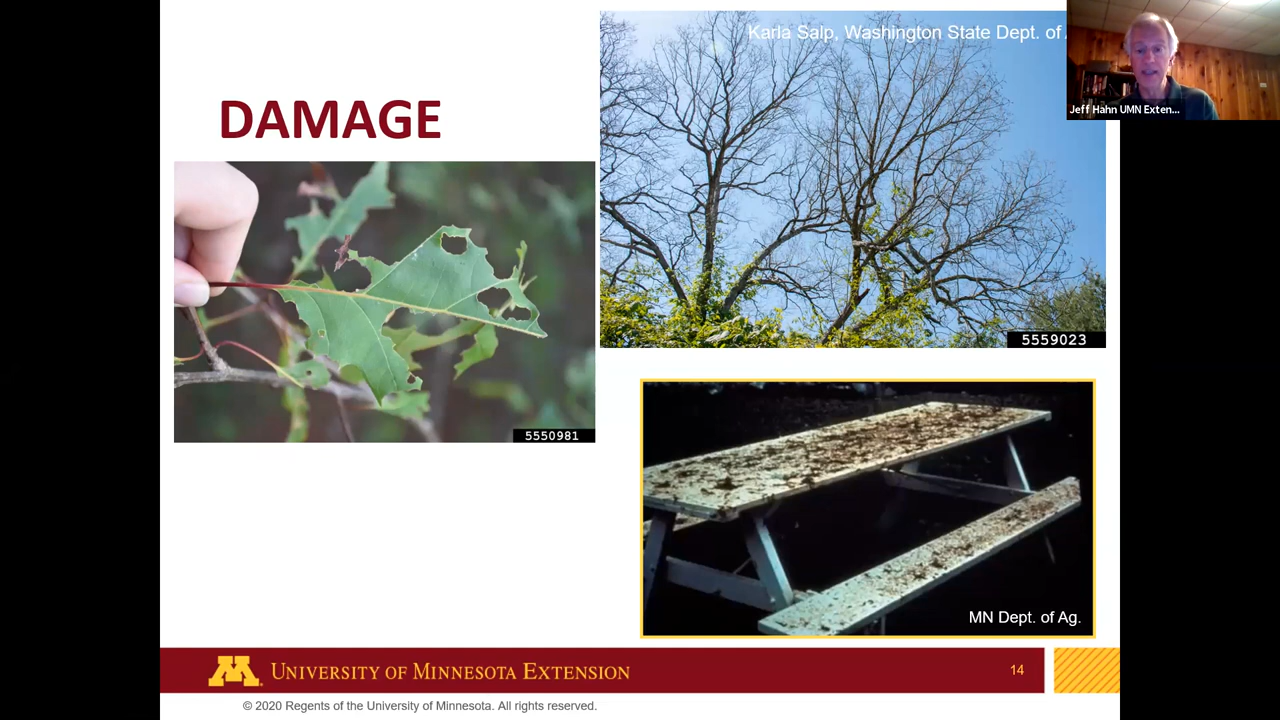 Karla Salp, Washington State Dept. of
Jeff Hahn UMN Exten...
DAMAGE
5559023
5550981
MN Dept. of Ag.
UNIVERSITY OF MINNESOTA EXTENSION
14
© 2020 Regents of the University of Minnesota. All rights reserved.